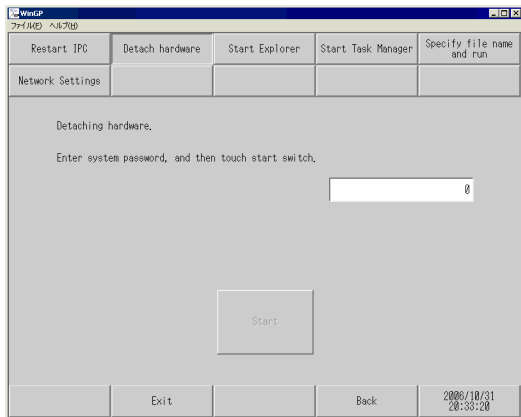 WinGP
ファイル(F) ヘルプ(H)
Restart IPC
Detach hardware
Start Explorer
Start Task Manager
Specify file name
and run
Network Settings
Detaching hardware.
Enter system password, and then touch start switch.
0
Start
Exit
Back
2006/10/31
20:33:20